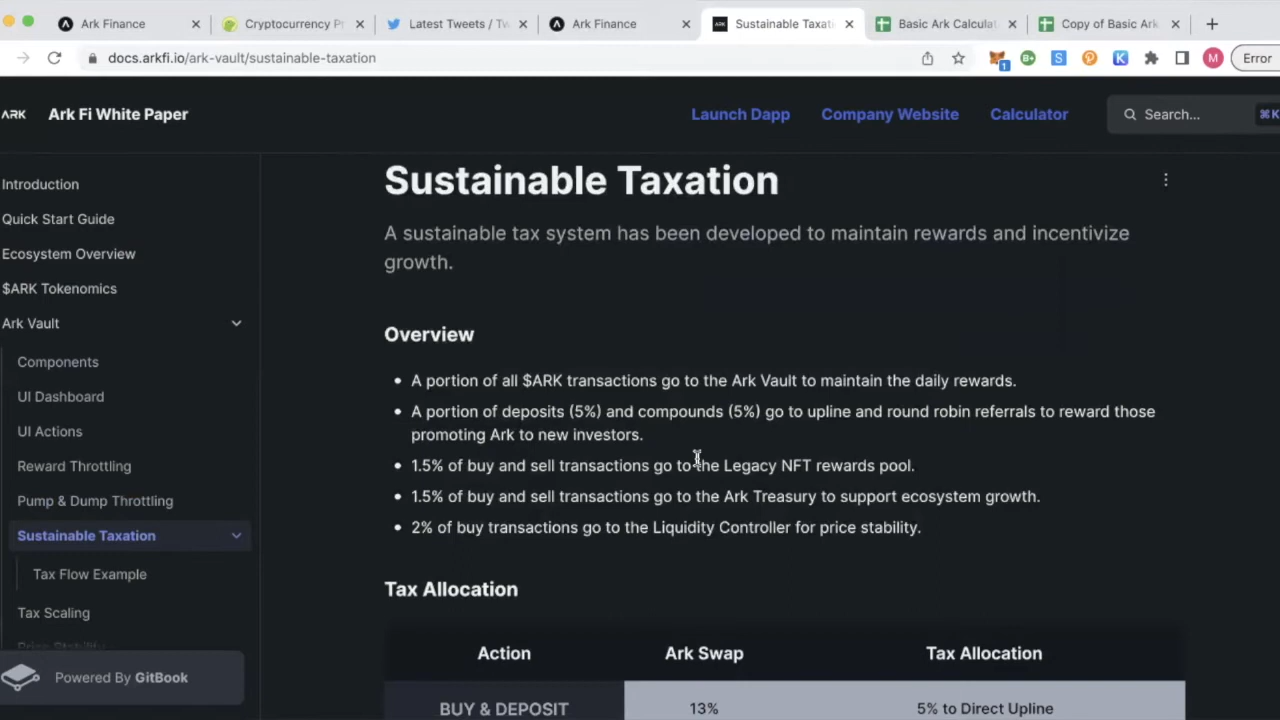 Ark Finance
Cryptocurrency P
Latest Tweets / Tw
Ark Finance
Sustainable Taxati
Basic Ark Calculat
Copy of Basic Ark
docs.arkfi.io/ark-vault/sustainable-taxation
1
B+
S
K
M
Error
ARK
Ark Fi White Paper
Launch Dapp
Company Website
Calculator
Search...
⌘K
Introduction
Quick Start Guide
Ecosystem Overview
$ARK Tokenomics
Ark Vault
Components
UI Dashboard
UI Actions
Reward Throttling
Pump & Dump Throttling
Sustainable Taxation
Tax Flow Example
Tax Scaling
Price Stability
Powered By GitBook
Sustainable Taxation
A sustainable tax system has been developed to maintain rewards and incentivize
growth.
Overview
• A portion of all $ARK transactions go to the Ark Vault to maintain the daily rewards.
• A portion of deposits (5%) and compounds (5%) go to upline and round robin referrals to reward those
promoting Ark to new investors.
• 1.5% of buy and sell transactions go to the Legacy NFT rewards pool.
• 1.5% of buy and sell transactions go to the Ark Treasury to support ecosystem growth.
• 2% of buy transactions go to the Liquidity Controller for price stability.
Tax Allocation
Action Ark Swap Tax Allocation
BUY & DEPOSIT 13% 5% to Direct Upline